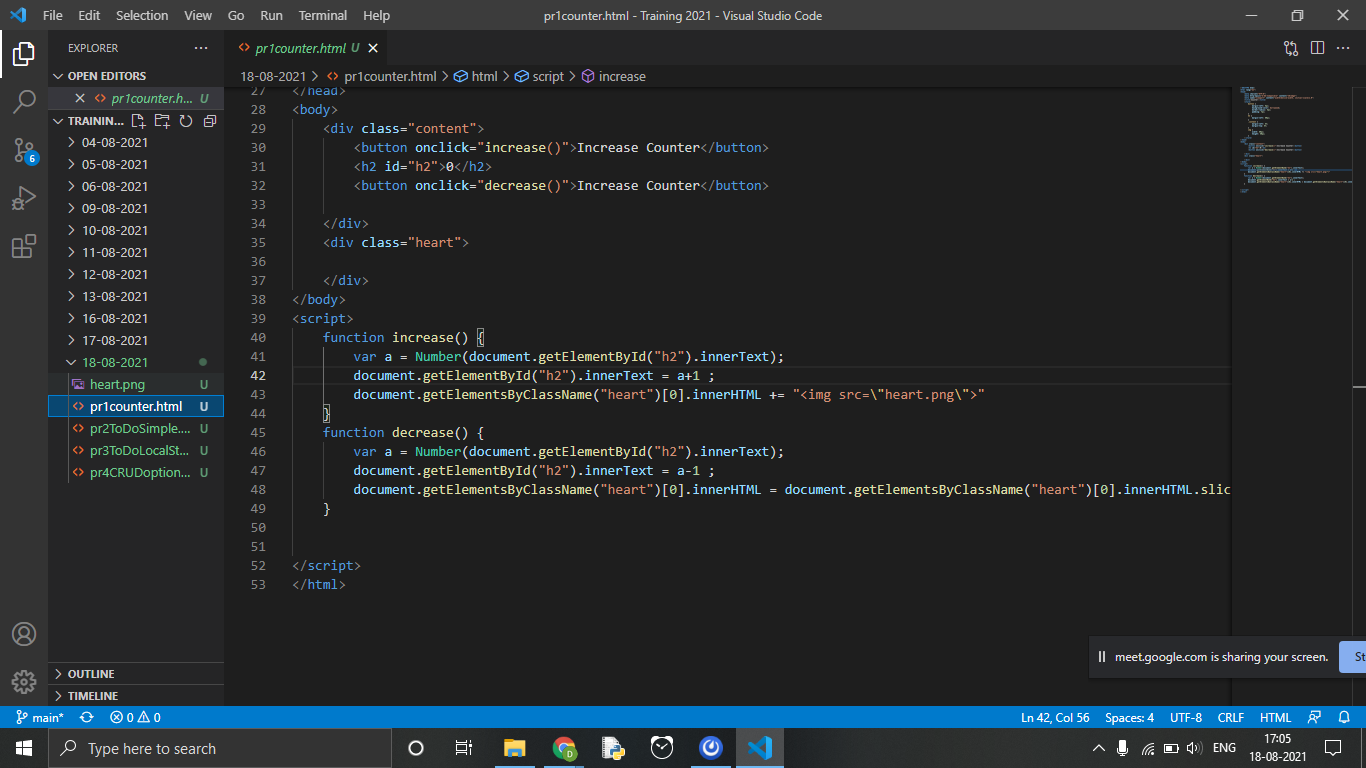 File Edit Selection View Go Run Terminal Help pr1counter.html - Training 2021 - Visual Studio Code
EXPLORER
OPEN EDITORS
pr1counter.h... U
TRAININ...
04-08-2021
05-08-2021
06-08-2021
09-08-2021
10-08-2021
11-08-2021
12-08-2021
13-08-2021
16-08-2021
17-08-2021
18-08-2021
heart.png U
pr1counter.html U
pr2ToDoSimple.... U
pr3ToDoLocalSt... U
pr4CRUDoption... U
OUTLINE
TIMELINE
6
pr1counter.html U
18-08-2021 > pr1counter.html > html > script > increase
27 </head>
28 <body>
29 <div class="content">
30 <button onclick="increase()">Increase Counter</button>
31 <h2 id="h2">0</h2>
32 <button onclick="decrease()">Increase Counter</button>
33
34 </div>
35 <div class="heart">
36
37 </div>
38 </body>
39 <script>
40 function increase() {
41 var a = Number(document.getElementById("h2").innerText);
42 document.getElementById("h2").innerText = a+1 ;
43 document.getElementsByClassName("heart")[0].innerHTML += "<img src=\"heart.png\">"
44 }
45 function decrease() {
46 var a = Number(document.getElementById("h2").innerText);
47 document.getElementById("h2").innerText = a-1 ;
48 document.getElementsByClassName("heart")[0].innerHTML = document.getElementsByClassName("heart")[0].innerHTML.slic
49 }
50
51
52 </script>
53 </html>
meet.google.com is sharing your screen. St
main* 0 0 Ln 42, Col 56 Spaces: 4 UTF-8 CRLF HTML
Type here to search
ENG
17:05
18-08-2021